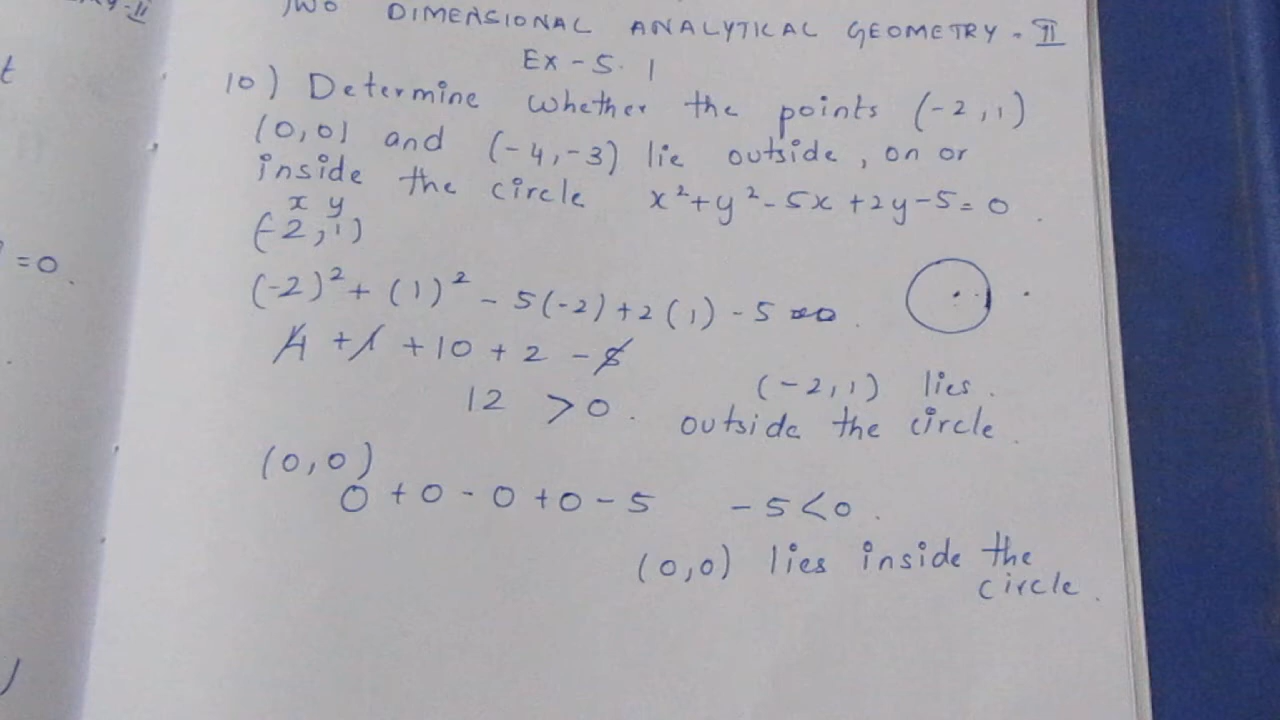 TWO DIMENSIONAL ANALYTICAL GEOMETRY - II
Ex - 5. 1
10) Determine whether the points (-2,1)
(0,0) and (-4,-3) lie outside, on or
inside the circle x²+y²-5x+2y-5=0.
x y
(-2,1)
=0.
(-2)²+(1)²-5(-2)+2(1)-5 =0.
4+1+10+2-5
12 >0.
(-2,1) lies.
outside the circle.
(0,0)
0+0-0+0-5 -5<0.
(0,0) lies inside the
circle.